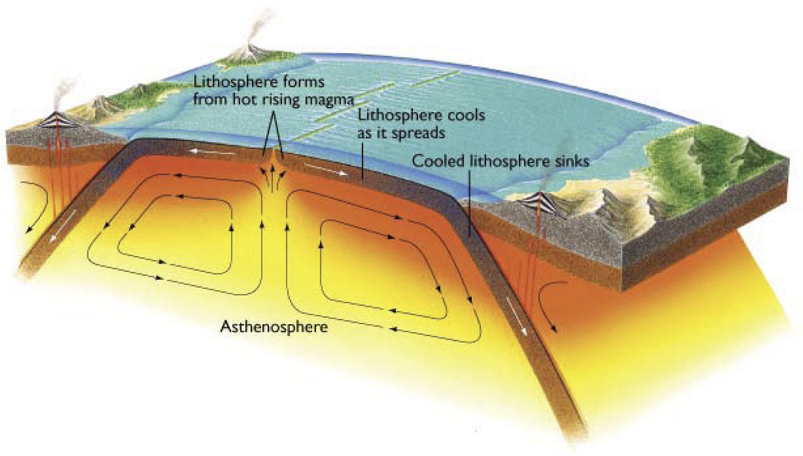 Lithosphere forms
from hot rising magma
Lithosphere cools
as it spreads
Cooled lithosphere sinks
Asthenosphere